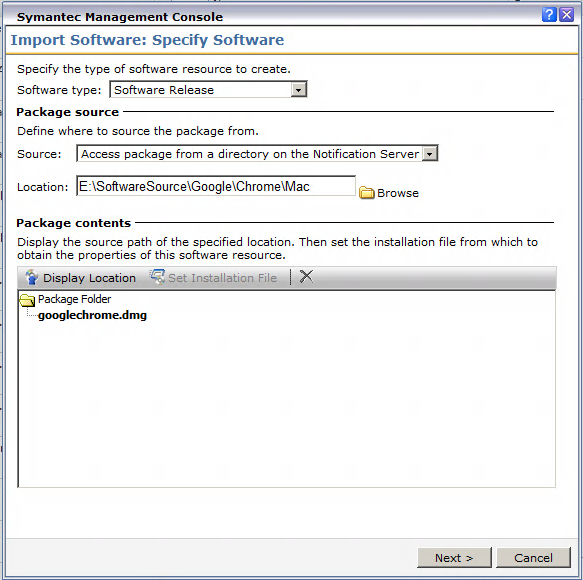 Symantec Management Console
Import Software: Specify Software
Specify the type of software resource to create.
Software type: Software Release
Package source
Define where to source the package from.
Source: Access package from a directory on the Notification Server
Location: E:\SoftwareSource\Google\Chrome\Mac Browse
Package contents
Display the source path of the specified location. Then set the installation file from which to
obtain the properties of this software resource.
Display Location Set Installation File
Package Folder
googlechrome.dmg
Next > Cancel